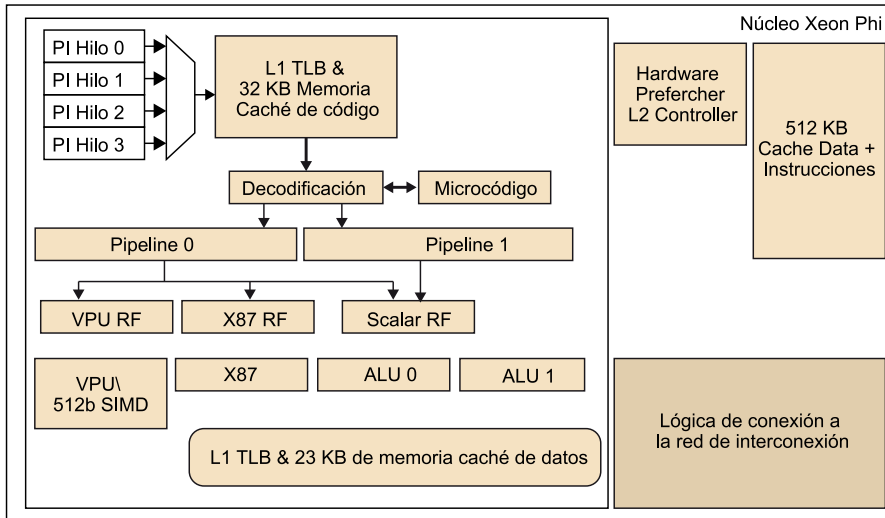 Núcleo Xeon Phi
PI Hilo 0
PI Hilo 1
PI Hilo 2
PI Hilo 3
L1 TLB &
32 KB Memoria
Caché de código
Hardware
Prefercher
L2 Controller
512 KB
Cache Data +
Instrucciones
Decodificación
Microcódigo
Pipeline 0
Pipeline 1
VPU RF
X87 RF
Scalar RF
VPU\
512b SIMD
X87
ALU 0
ALU 1
Lógica de conexión a
la red de interconexión
L1 TLB & 23 KB de memoria caché de datos